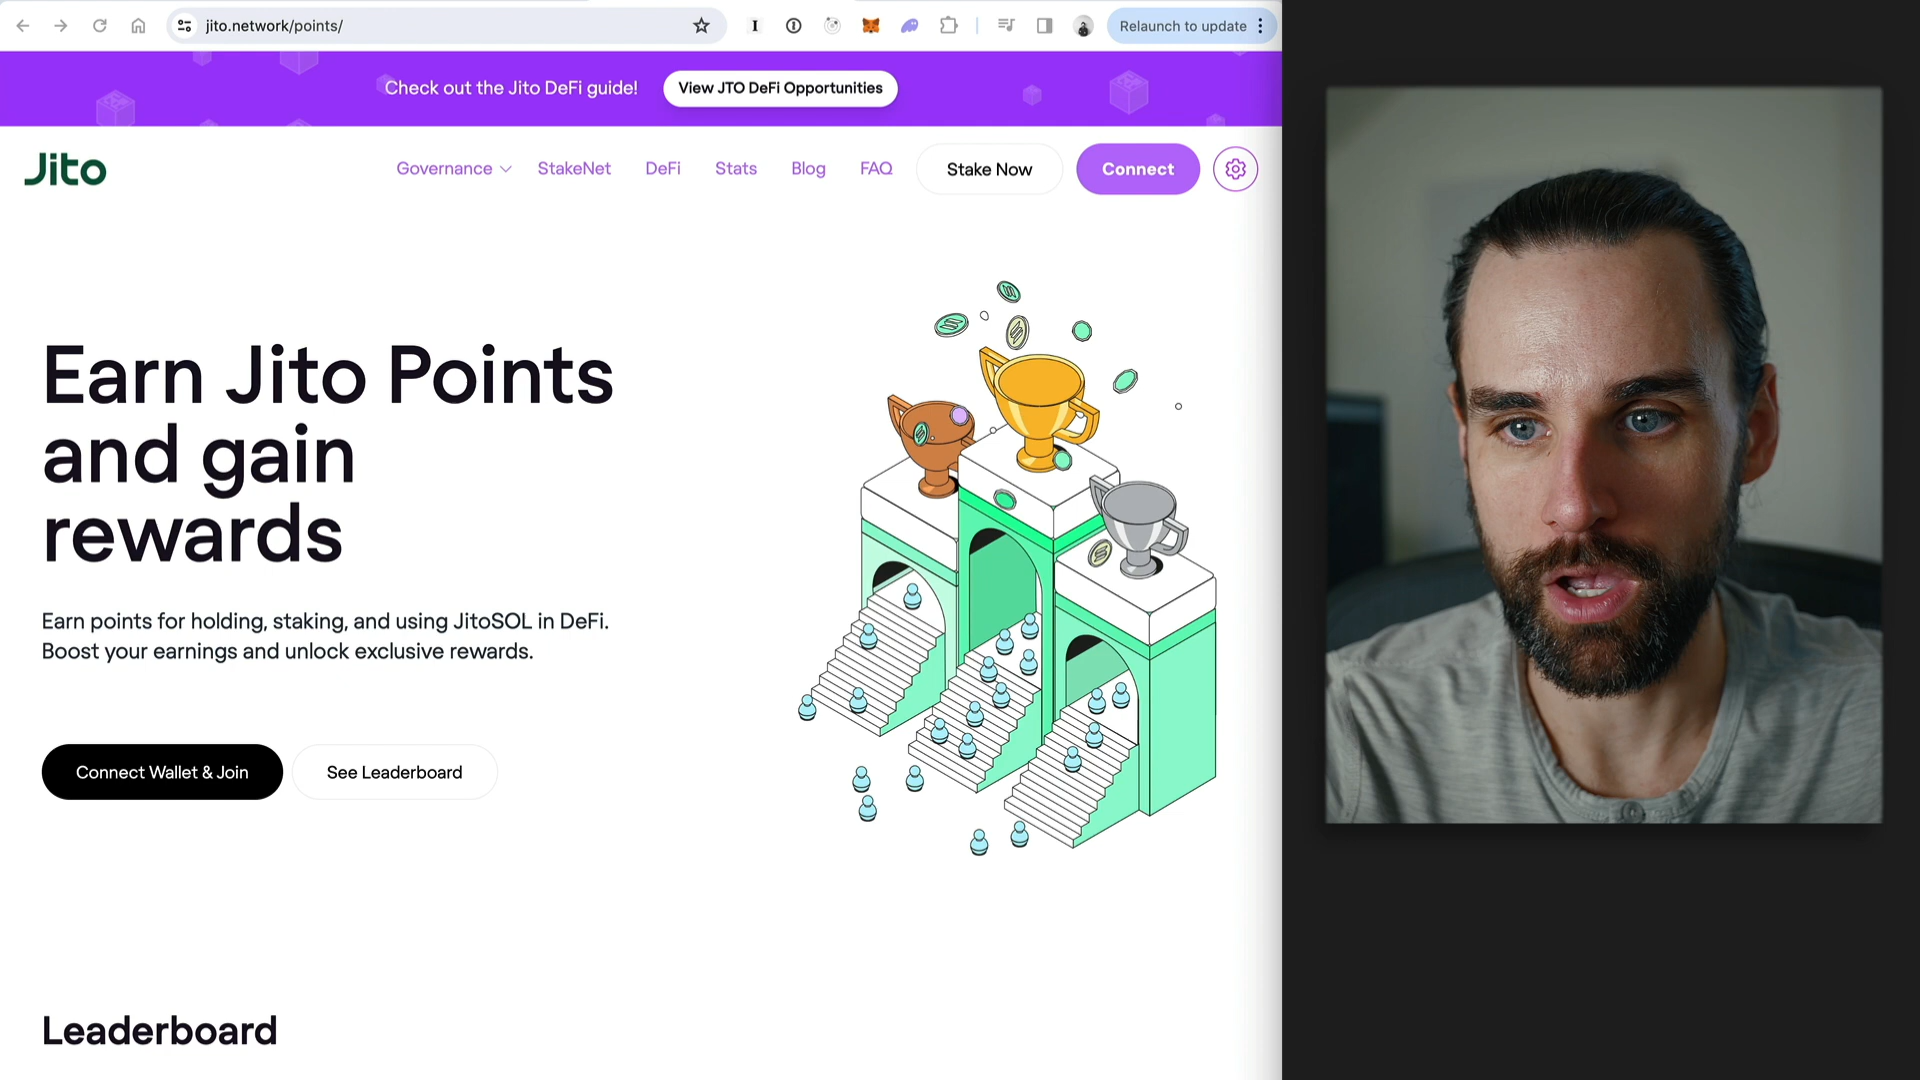 jito.network/points/
Relaunch to update
Check out the Jito DeFi guide!
View JTO DeFi Opportunities
Jito
Governance
StakeNet
DeFi
Stats
Blog
FAQ
Stake Now
Connect
Earn Jito Points
and gain
rewards
Earn points for holding, staking, and using JitoSOL in DeFi.
Boost your earnings and unlock exclusive rewards.
Connect Wallet & Join
See Leaderboard
Leaderboard